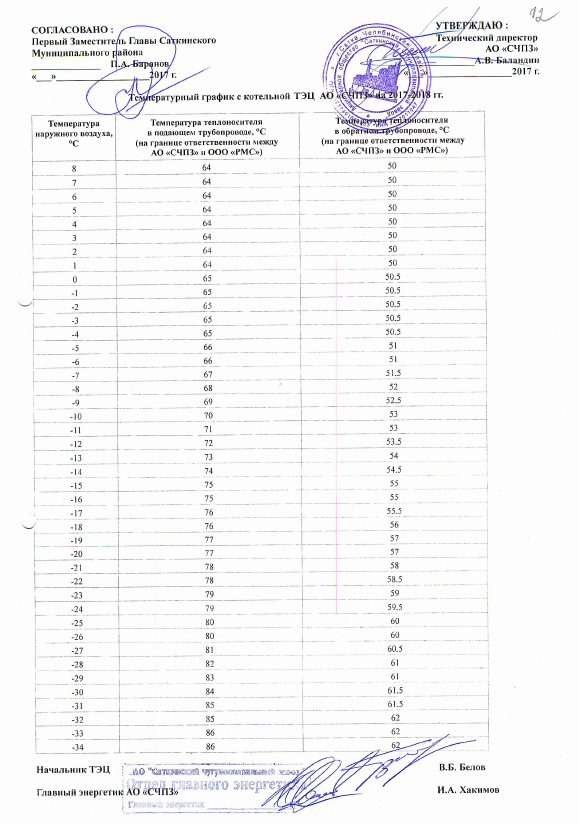 12
СОГЛАСОВАНО :
Первый Заместитель Главы Саткинского
Муниципального района
______________ П.А. Баранов
«___»__________________2017 г.
УТВЕРЖДАЮ :
Технический директор
АО «СЧПЗ»
А.В. Баландин
2017 г.
Температурный график с котельной ТЭЦ АО «СЧПЗ» на 2017-2018 гг.
Температура наружного воздуха, °С | Температура теплоносителя в подающем трубопроводе, °С (на границе ответственности между АО «СЧПЗ» и ООО «РМС») | Температура теплоносителя в обратном трубопроводе, °С (на границе ответственности между АО «СЧПЗ» и ООО «РМС»)
8 64 50
7 64 50
6 64 50
5 64 50
4 64 50
3 64 50
2 64 50
1 64 50
0 65 50.5
-1 65 50.5
-2 65 50.5
-3 65 50.5
-4 65 50.5
-5 66 51
-6 66 51
-7 67 51.5
-8 68 52
-9 69 52.5
-10 70 53
-11 71 53
-12 72 53.5
-13 73 54
-14 74 54.5
-15 75 55
-16 75 55
-17 76 55.5
-18 76 56
-19 77 57
-20 77 57
-21 78 58
-22 78 58.5
-23 79 59
-24 79 59.5
-25 80 60
-26 80 60
-27 81 60.5
-28 82 61
-29 83 61
-30 84 61.5
-31 85 61.5
-32 85 62
-33 86 62
-34 86 62
Начальник ТЭЦ В.Б. Белов
АО "Саткинский чугуноплавильный завод"
Отдел главного энергетика
Главный энергетик
Главный энергетик АО «СЧПЗ» И.А. Хакимов